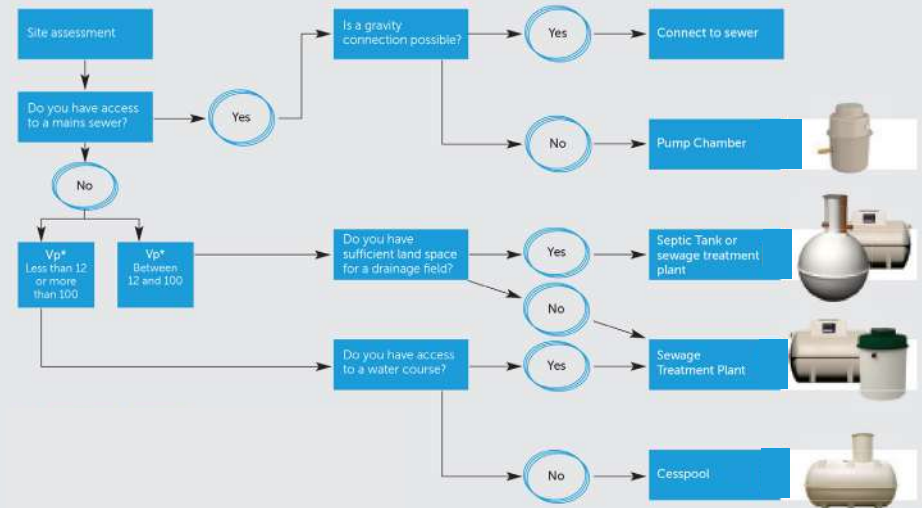 Site assessment
Is a gravity
connection possible?
Yes
Connect to sewer
Do you have access
to a mains sewer?
Yes
No
Pump Chamber
No
Vp*
Less than 12
or more
than 100
Vp*
Between
12 and 100
Do you have
sufficient land space
for a drainage field?
Yes
Septic Tank or
sewage treatment
plant
No
Do you have access
to a water course?
Yes
Sewage
Treatment Plant
No
Cesspool